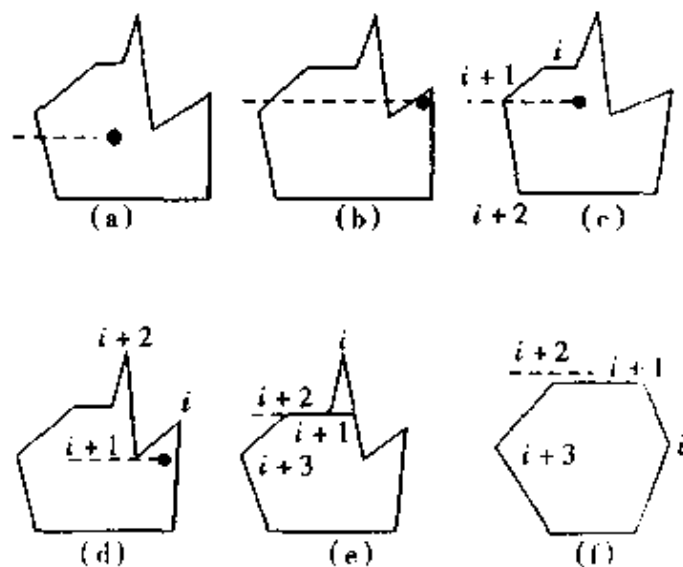 i
i + 1
i + 2
(a)
(b)
(c)
i + 2
i
i + 1
(d)
i
i + 2
i + 1
i + 3
(e)
i + 2
i + 1
i
i + 3
(f)